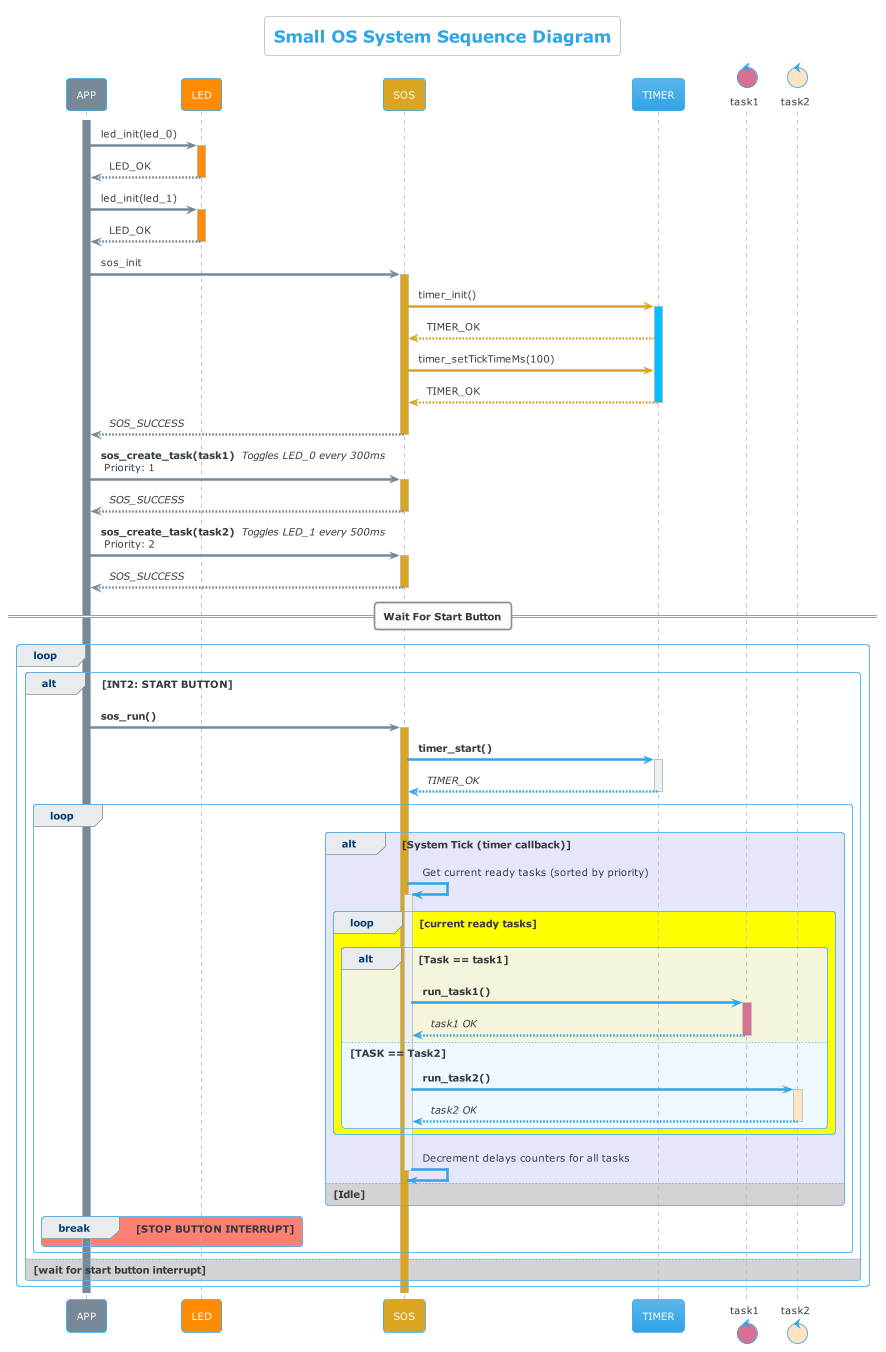 Small OS System Sequence Diagram
task1
task2
APP
LED
SOS
TIMER
led_init(led_0)
LED_OK
led_init(led_1)
LED_OK
sos_init
timer_init()
TIMER_OK
timer_setTickTimeMs(100)
TIMER_OK
SOS_SUCCESS
sos_create_task(task1) Toggles LED_0 every 300ms
Priority: 1
SOS_SUCCESS
sos_create_task(task2) Toggles LED_1 every 500ms
Priority: 2
SOS_SUCCESS
Wait For Start Button
loop
alt [INT2: START BUTTON]
sos_run()
timer_start()
TIMER_OK
loop
alt [System Tick (timer callback)]
Get current ready tasks (sorted by priority)
loop [current ready tasks]
alt [Task == task1]
run_task1()
task1 OK
[TASK == Task2]
run_task2()
task2 OK
Decrement delays counters for all tasks
[Idle]
break [STOP BUTTON INTERRUPT]
[wait for start button interrupt]
APP
LED
SOS
TIMER
task1
task2